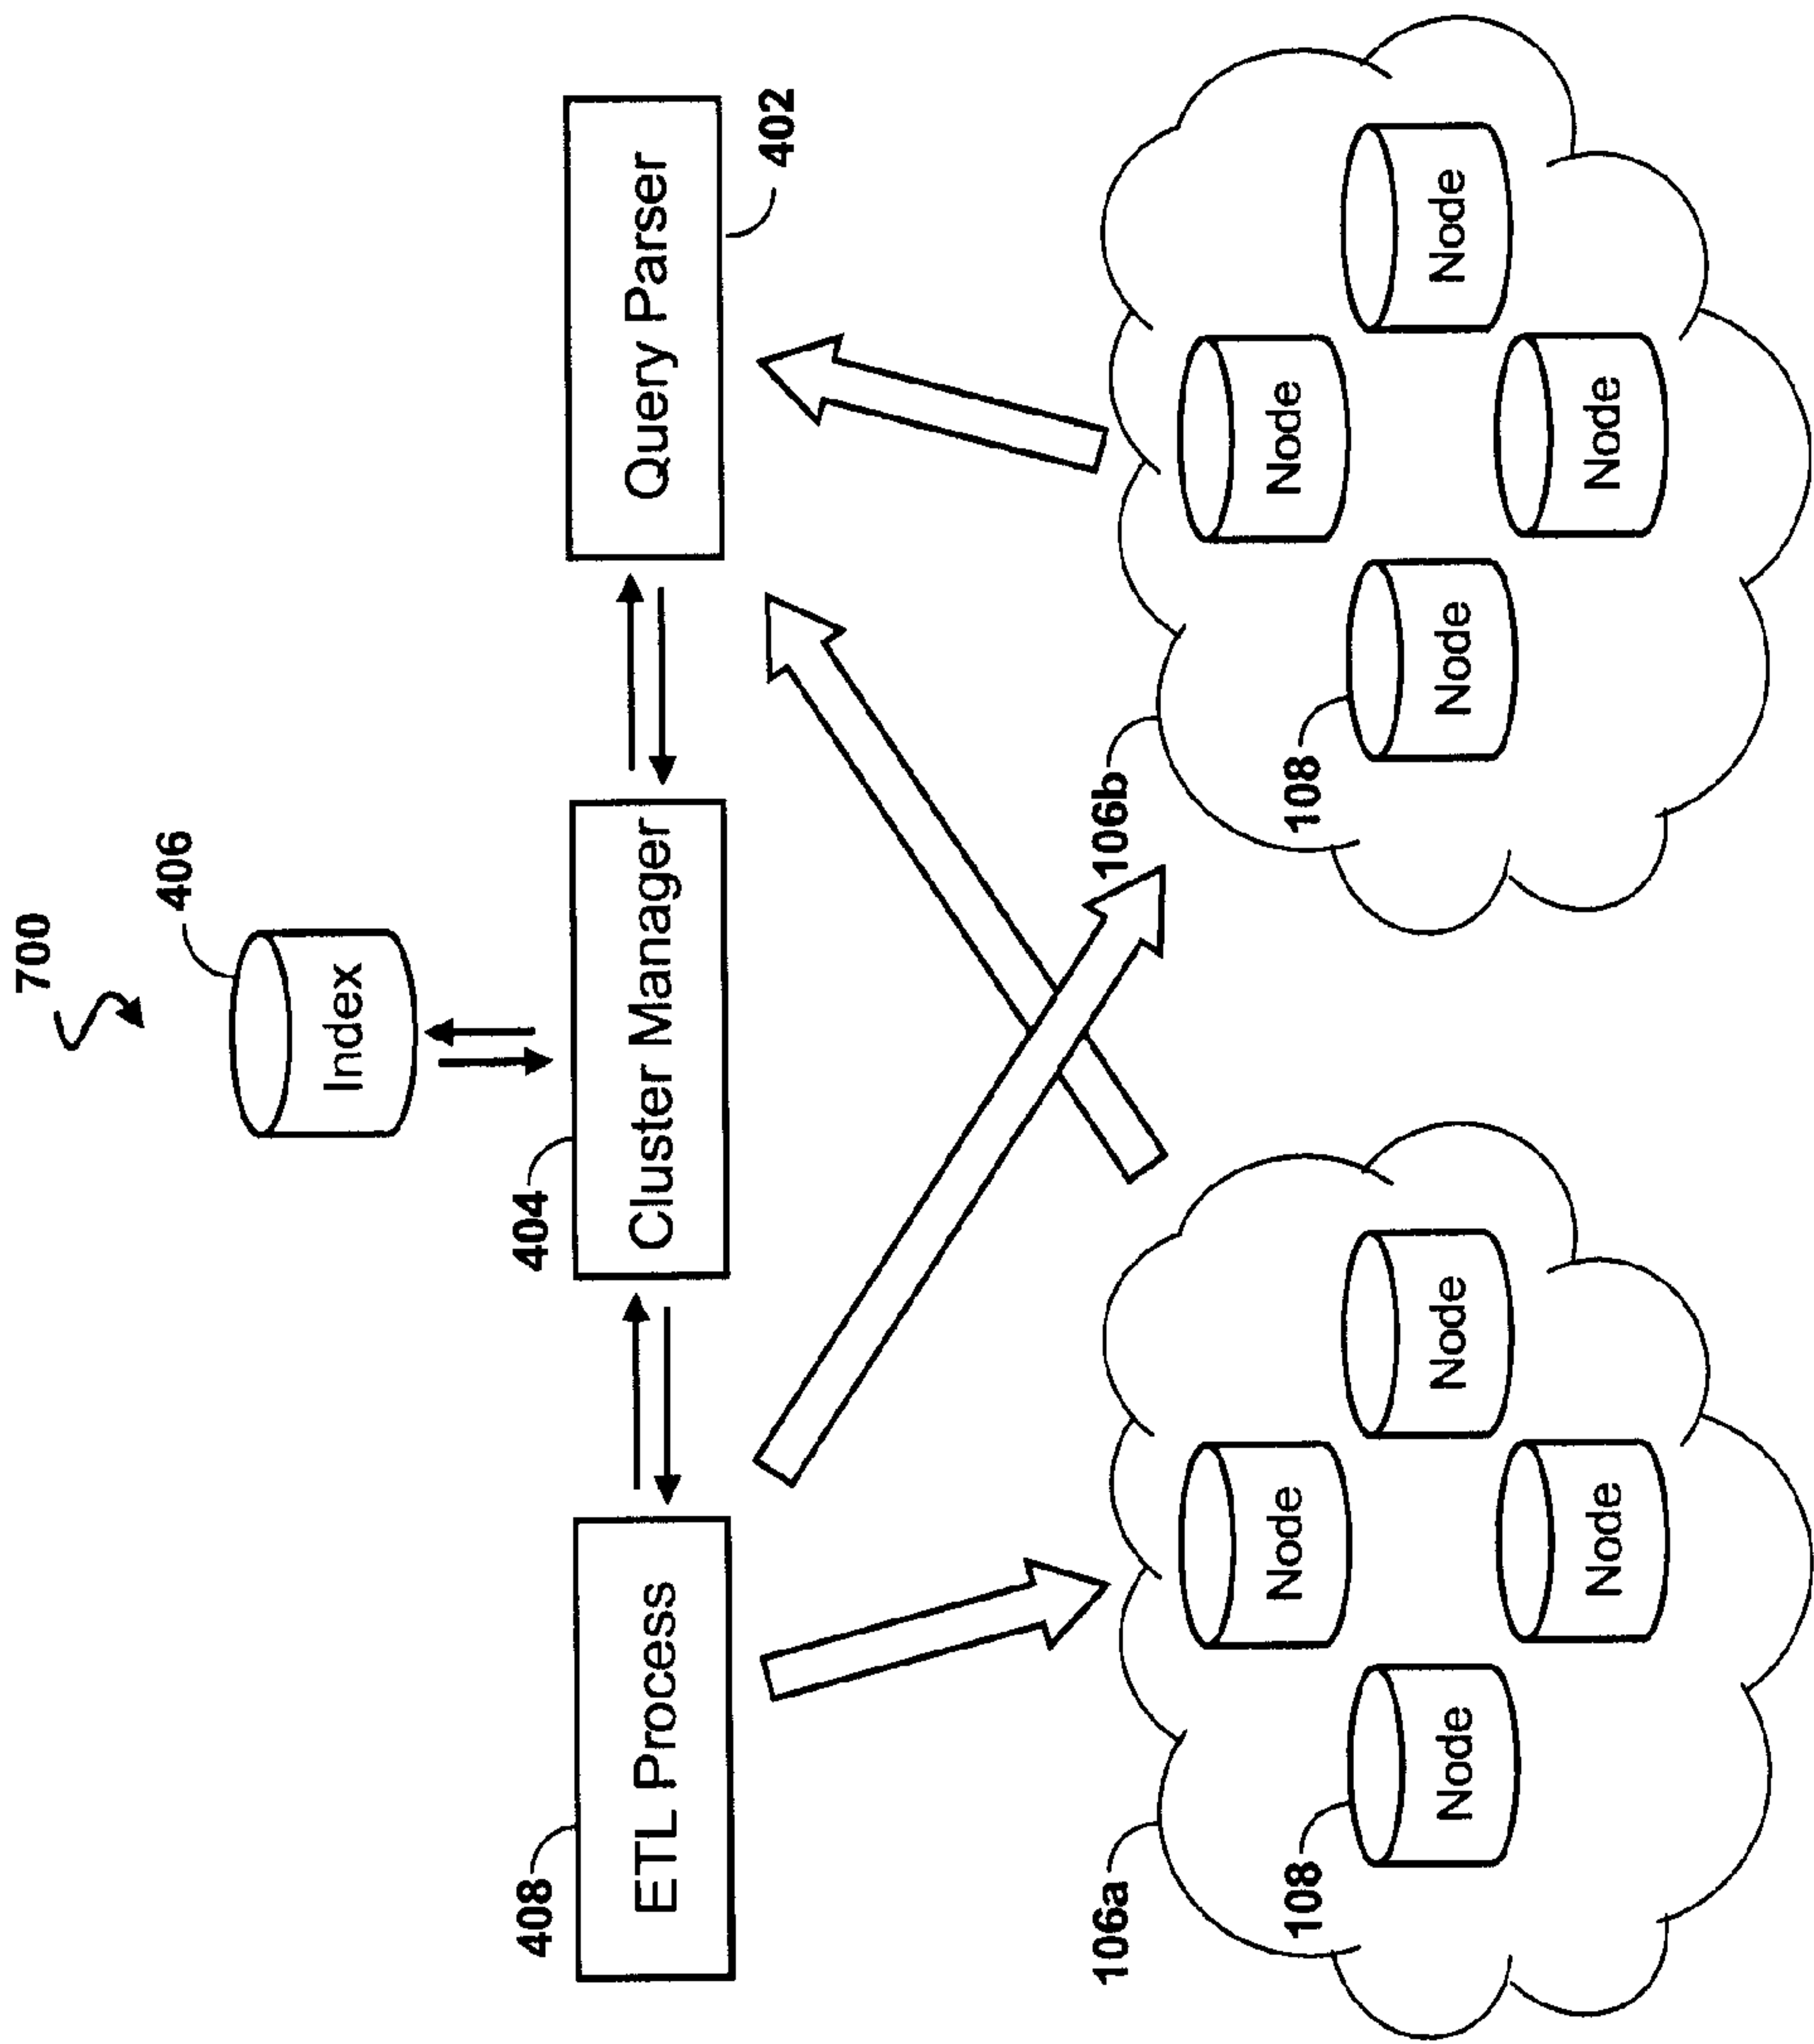 700
406
Index
404
408
402
ETL Process
Cluster Manager
Query Parser
106a
106b
Node
Node
108
Node
Node
Node
108
Node
Node
Node